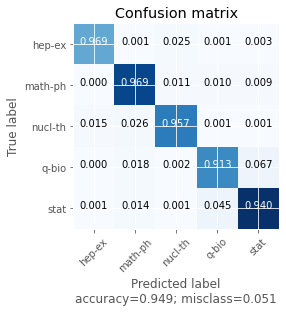 Confusion matrix
hep-ex 0.969 0.001 0.025 0.001 0.003
math-ph 0.000 0.969 0.011 0.010 0.009
nucl-th 0.015 0.026 0.957 0.001 0.001
q-bio 0.000 0.018 0.002 0.913 0.067
stat 0.001 0.014 0.001 0.045 0.940
True label
hep-ex math-ph nucl-th q-bio stat
Predicted label
accuracy=0.949; misclass=0.051